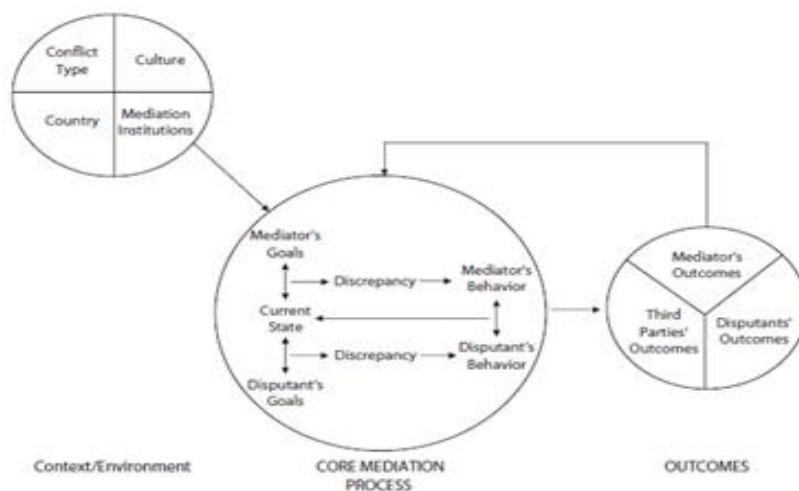 Conflict
Type
Culture
Country
Mediation
Institutions
Mediator's
Goals
Discrepancy
Mediator's
Behavior
Current
State
Discrepancy
Disputant's
Behavior
Disputant's
Goals
Mediator's
Outcomes
Third
Parties'
Outcomes
Disputants'
Outcomes
Context/Environment
CORE MEDIATION
PROCESS
OUTCOMES